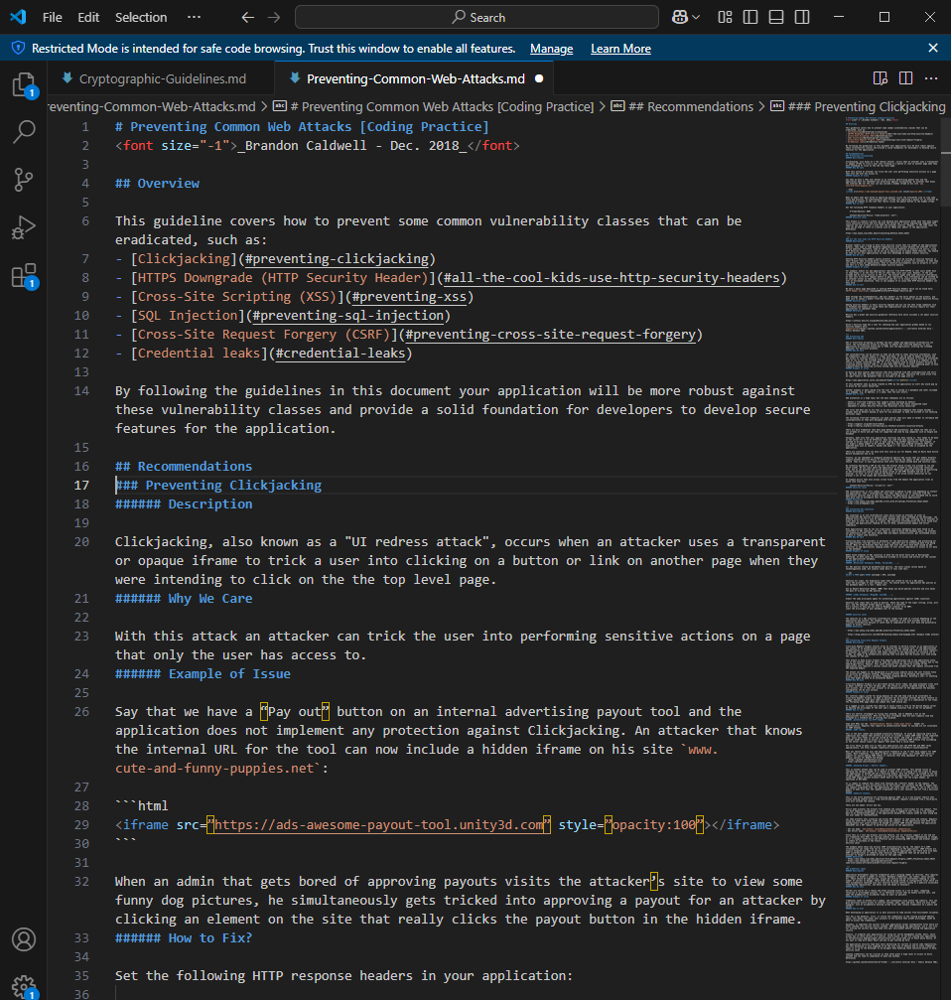 File Edit Selection ··· Search
Restricted Mode is intended for safe code browsing. Trust this window to enable all features. Manage Learn More
Cryptographic-Guidelines.md Preventing-Common-Web-Attacks.md
reventing-Common-Web-Attacks.md > # Preventing Common Web Attacks [Coding Practice] > ## Recommendations > ### Preventing Clickjacking
1 # Preventing Common Web Attacks [Coding Practice]
2 <font size="-1">_Brandon Caldwell - Dec. 2018_</font>
3
4 ## Overview
5
6 This guideline covers how to prevent some common vulnerability classes that can be
eradicated, such as:
7 - [Clickjacking](#preventing-clickjacking)
8 - [HTTPS Downgrade (HTTP Security Header)](#all-the-cool-kids-use-http-security-headers)
9 - [Cross-Site Scripting (XSS)](#preventing-xss)
10 - [SQL Injection](#preventing-sql-injection)
11 - [Cross-Site Request Forgery (CSRF)](#preventing-cross-site-request-forgery)
12 - [Credential leaks](#credential-leaks)
13
14 By following the guidelines in this document your application will be more robust against
these vulnerability classes and provide a solid foundation for developers to develop secure
features for the application.
15
16 ## Recommendations
17 ### Preventing Clickjacking
18 ###### Description
19
20 Clickjacking, also known as a "UI redress attack", occurs when an attacker uses a transparent
or opaque iframe to trick a user into clicking on a button or link on another page when they
were intending to click on the the top level page.
21 ###### Why We Care
22
23 With this attack an attacker can trick the user into performing sensitive actions on a page
that only the user has access to.
24 ###### Example of Issue
25
26 Say that we have a “Pay out” button on an internal advertising payout tool and the
application does not implement any protection against Clickjacking. An attacker that knows
the internal URL for the tool can now include a hidden iframe on his site `www.
cute-and-funny-puppies.net`:
27
28 ```html
29 <iframe src=”https://ads-awesome-payout-tool.unity3d.com” style=”opacity:100”></iframe>
30 ```
31
32 When an admin that gets bored of approving payouts visits the attacker’s site to view some
funny dog pictures, he simultaneously gets tricked into approving a payout for an attacker by
clicking an element on the site that really clicks the payout button in the hidden iframe.
33 ###### How to Fix?
34
35 Set the following HTTP response headers in your application:
36
1
1
1